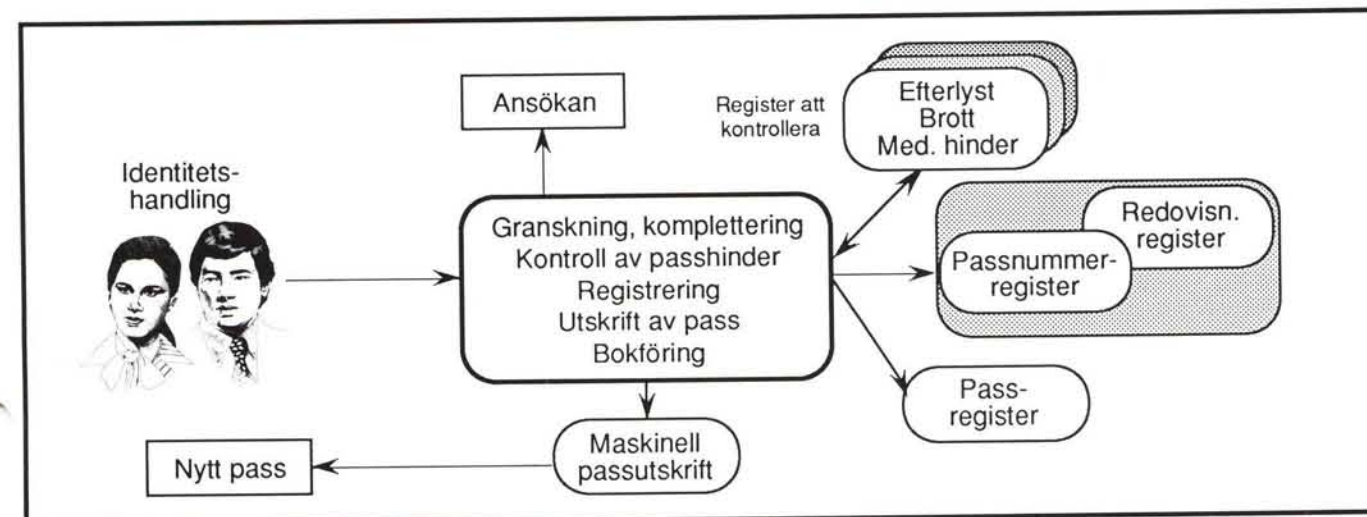 Ansökan
Register att
kontrollera
Efterlyst
Brott
Med. hinder
Identitets-
handling
Granskning, komplettering
Kontroll av passhinder
Registrering
Utskrift av pass
Bokföring
Redovisn.
register
Passnummer-
register
Pass-
register
Maskinell
passutskrift
Nytt pass